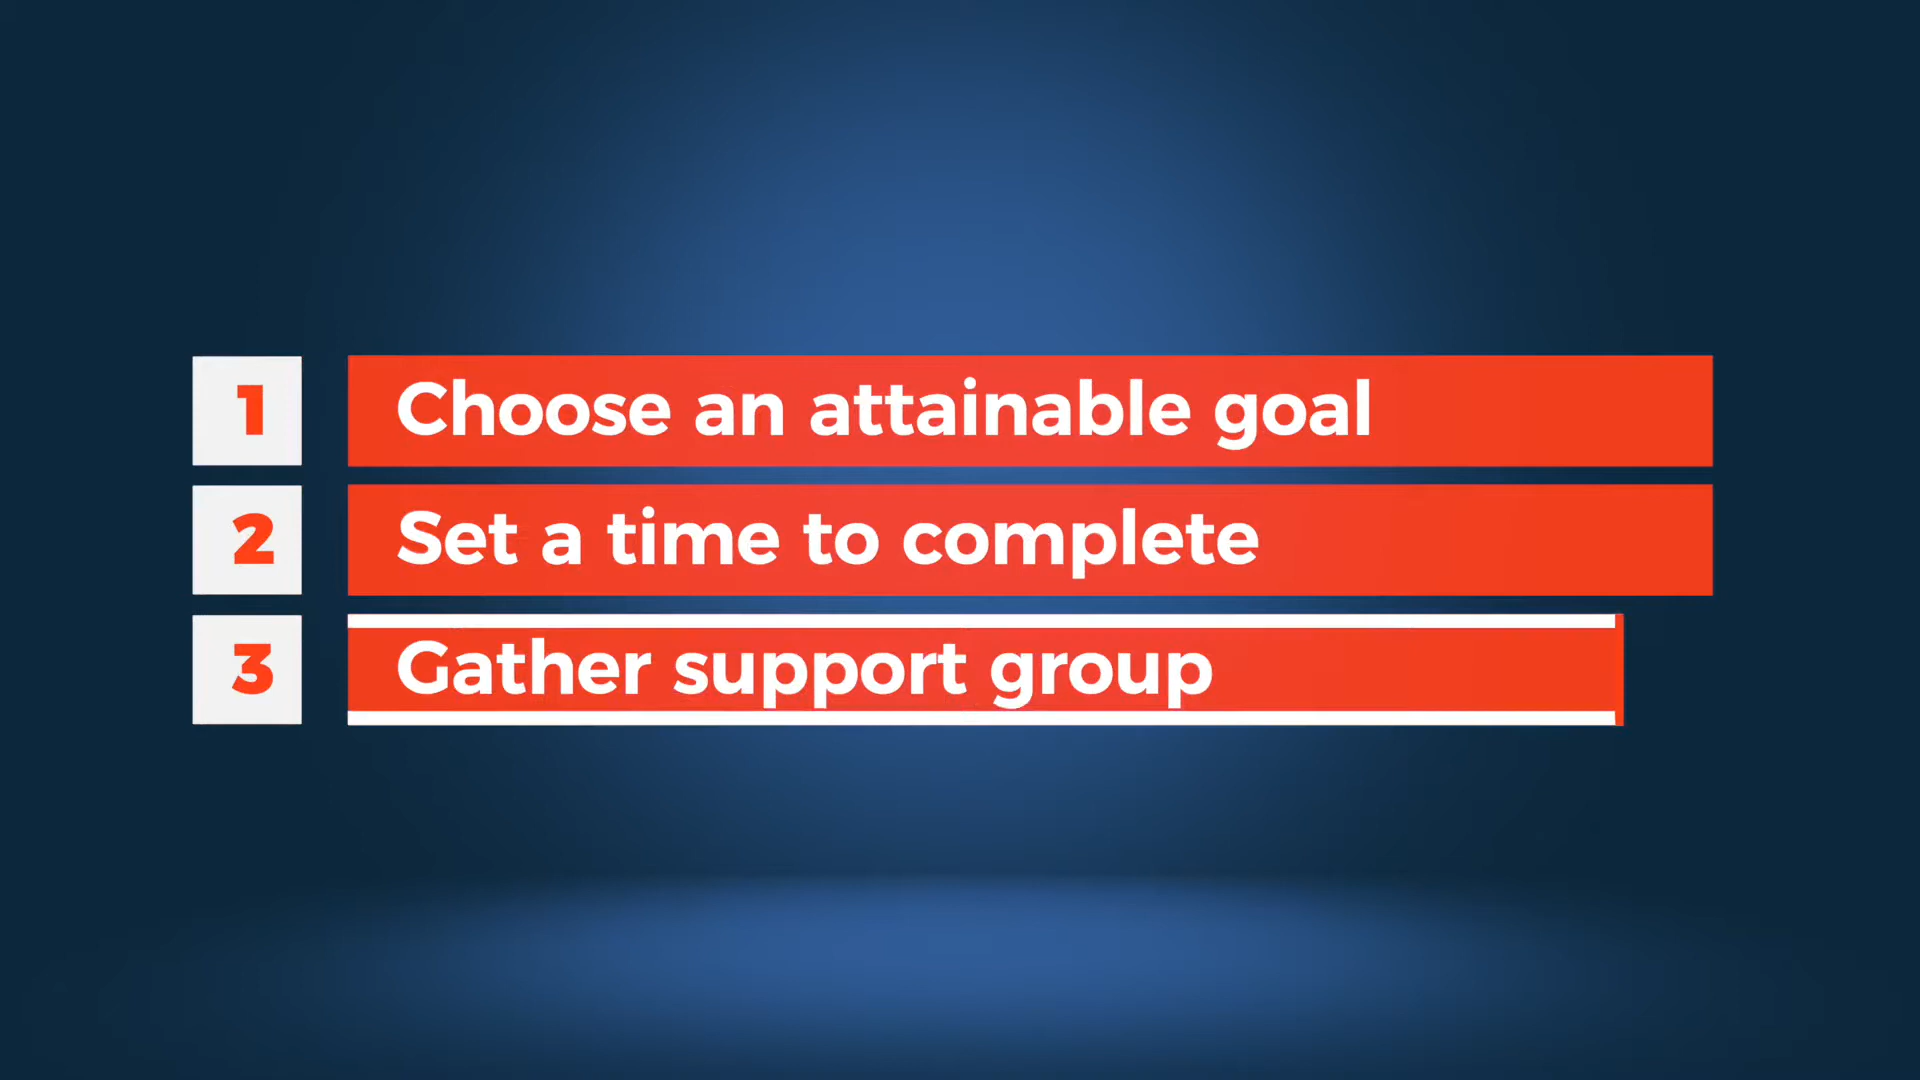 1 Choose an attainable goal
2 Set a time to complete
3 Gather support group